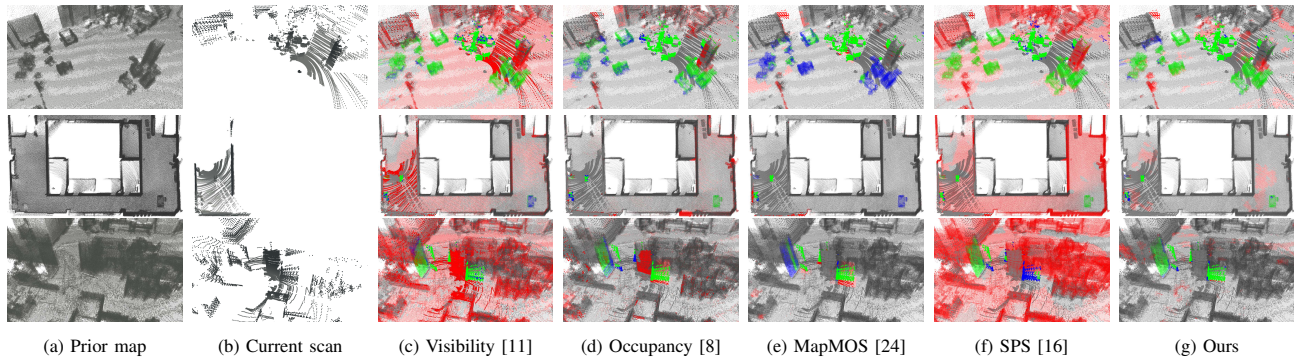 (a) Prior map
(b) Current scan
(c) Visibility [11]
(d) Occupancy [8]
(e) MapMOS [24]
(f) SPS [16]
(g) Ours